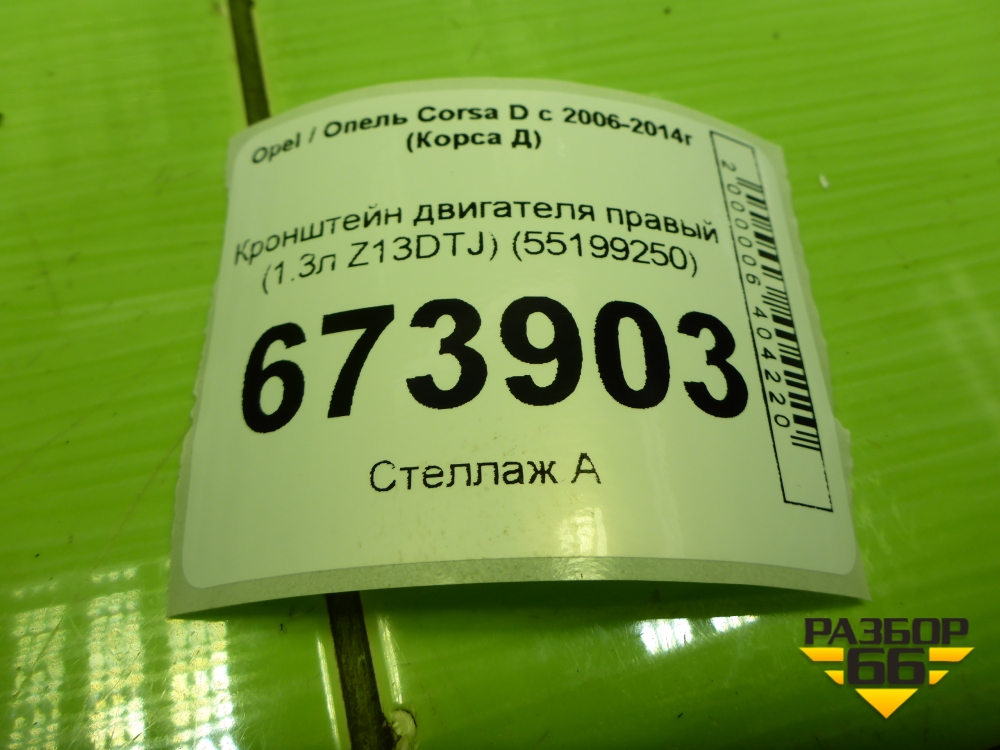 Opel / Опель Corsa D с 2006-2014г
(Корса Д)
Кронштейн двигателя правый
(1.3л Z13DTJ) (55199250)
673903
Стеллаж А
2000006404220
РАЗБОР
66